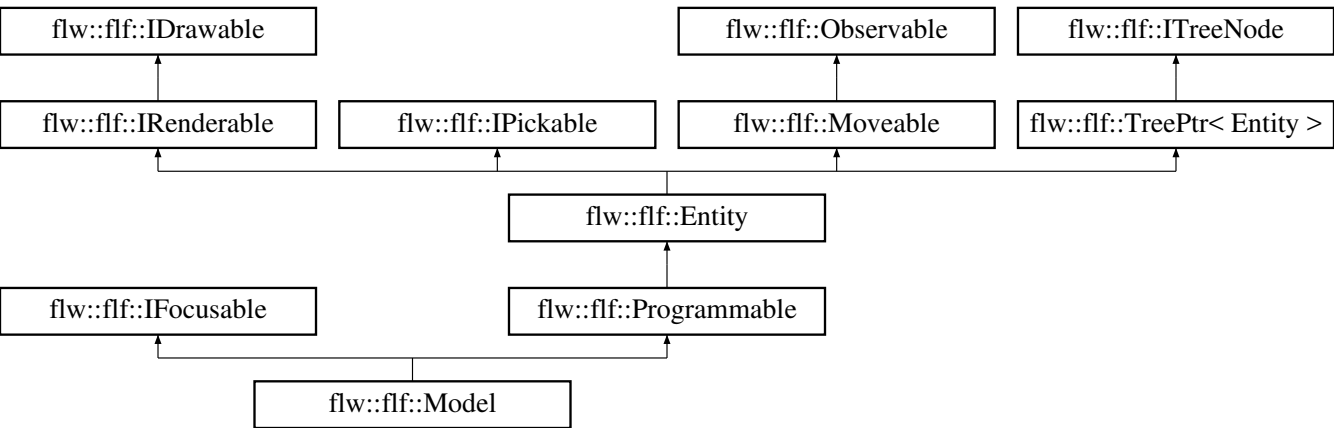 flw::flf::IDrawable
flw::flf::Observable
flw::flf::ITreeNode
flw::flf::IRenderable
flw::flf::IPickable
flw::flf::Moveable
flw::flf::TreePtr< Entity >
flw::flf::Entity
flw::flf::IFocusable
flw::flf::Programmable
flw::flf::Model